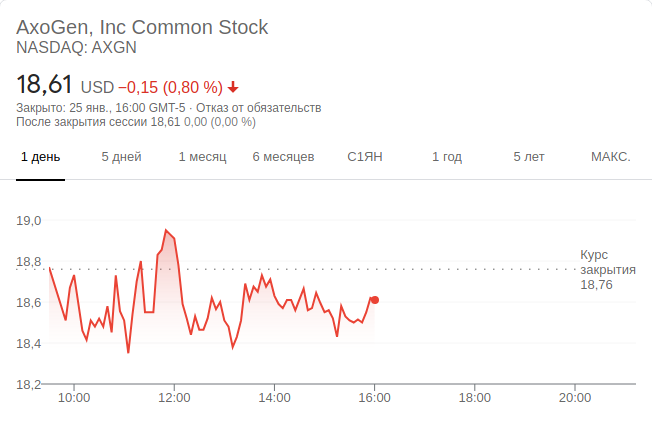 AxoGen, Inc Common Stock
NASDAQ: AXGN
18,61 USD −0,15 (0,80 %)
Закрыто: 25 янв., 16:00 GMT-5 · Отказ от обязательств
После закрытия сессии 18,61 0,00 (0,00 %)
1 день 5 дней 1 месяц 6 месяцев С1ЯН 1 год 5 лет МАКС.
19,0
18,8
18,6
18,4
18,2
Курс
закрытия
18,76
10:00 12:00 14:00 16:00 18:00 20:00